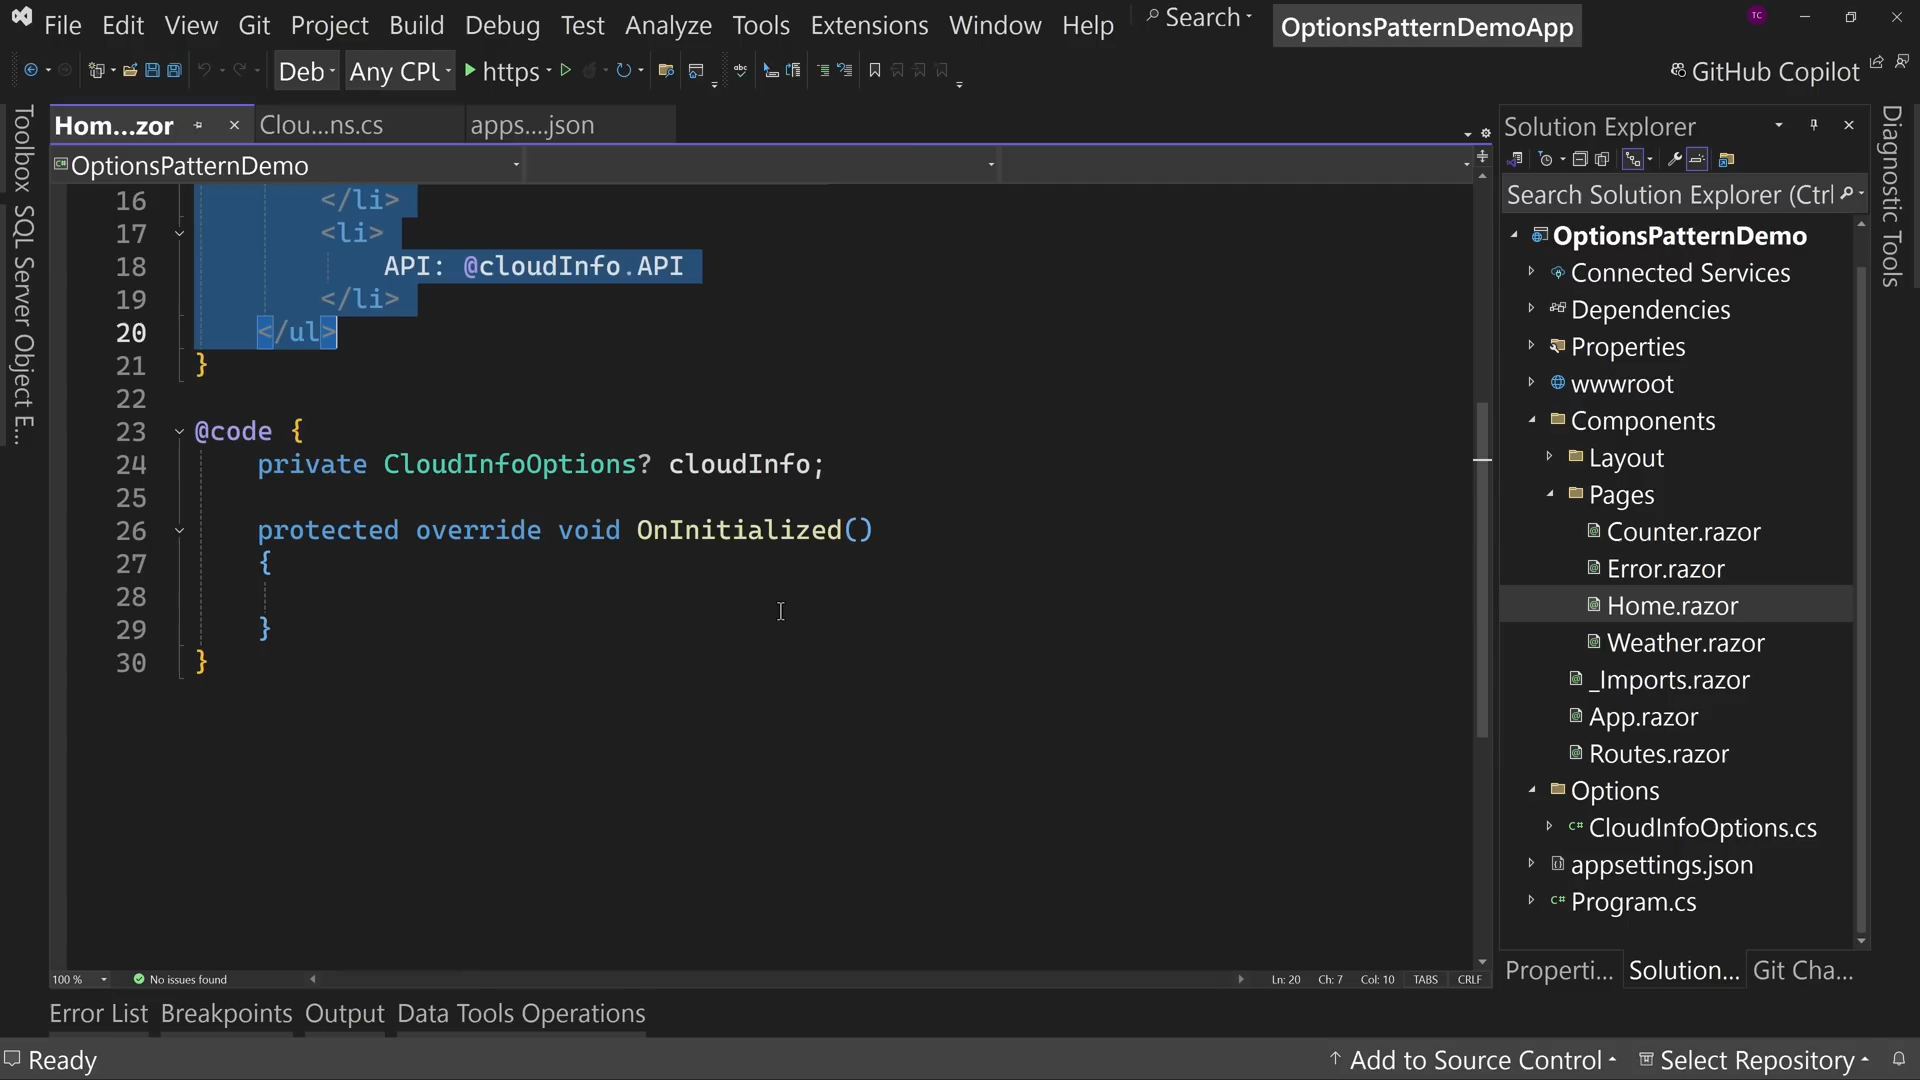 File Edit View Git Project Build Debug Test Analyze Tools Extensions Window Help Search OptionsPatternDemoApp TC
Deb Any CPU https GitHub Copilot
Hom...zor Clou...ns.cs apps....json
OptionsPatternDemo
16 </li>
17 <li>
18 API: @cloudInfo.API
19 </li>
20 </ul>
21 }
22
23 @code {
24 private CloudInfoOptions? cloudInfo;
25
26 protected override void OnInitialized()
27 {
28
29 }
30 }
100 % No issues found Ln: 20 Ch: 7 Col: 10 TABS CRLF
Error List Breakpoints Output Data Tools Operations
Ready Add to Source Control Select Repository
Toolbox
SQL Server Object E...
Solution Explorer
Search Solution Explorer (Ctrl
OptionsPatternDemo
Connected Services
Dependencies
Properties
wwwroot
Components
Layout
Pages
Counter.razor
Error.razor
Home.razor
Weather.razor
_Imports.razor
App.razor
Routes.razor
Options
C# CloudInfoOptions.cs
appsettings.json
C# Program.cs
Properti... Solution... Git Cha...
Diagnostic Tools